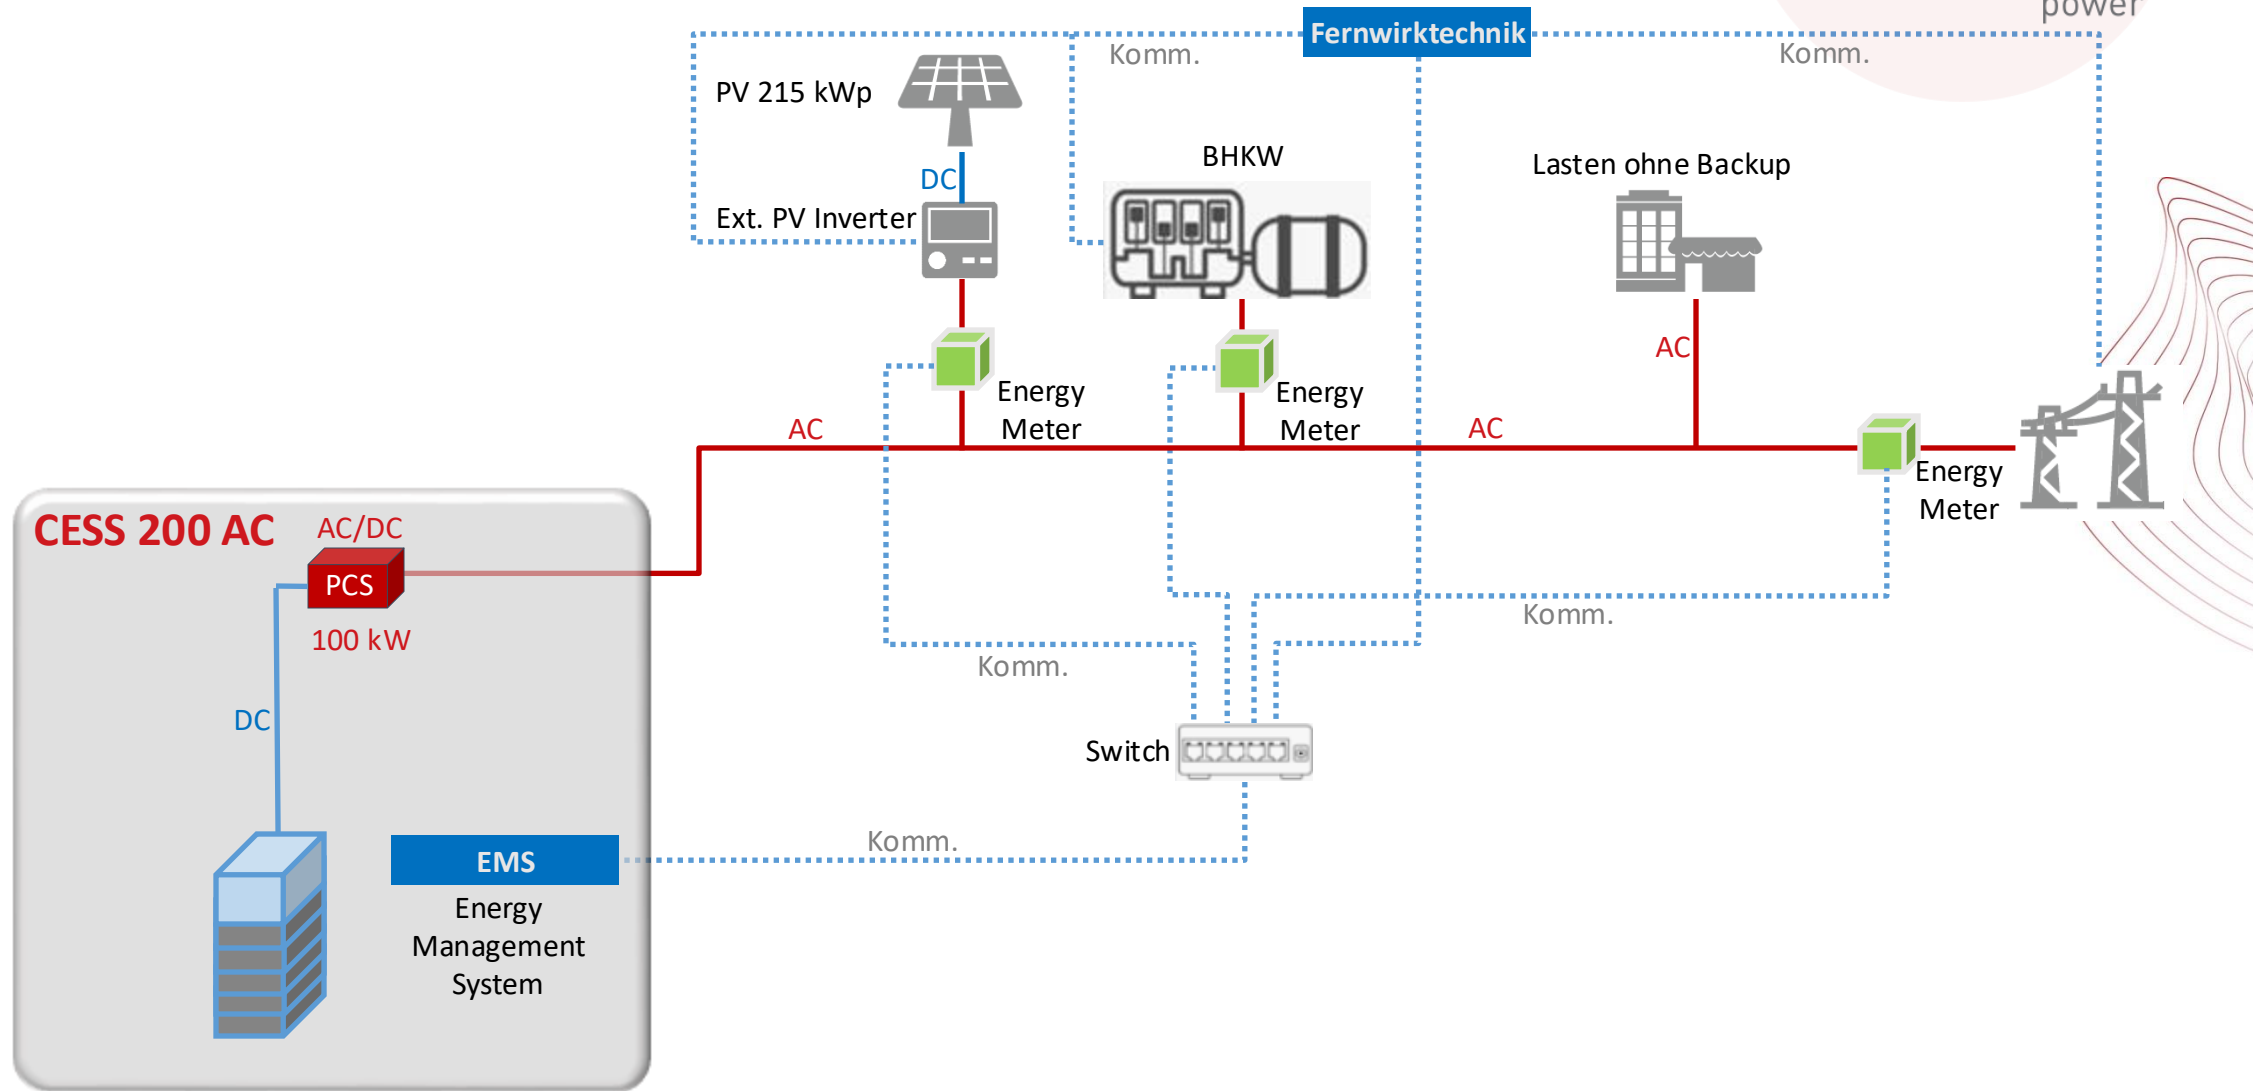 power
Fernwirktechnik
Komm.
Komm.
PV 215 kWp
BHKW
Lasten ohne Backup
DC
Ext. PV Inverter
AC
Energy
Meter
Energy
Meter
AC
AC
Energy
Meter
CESS 200 AC
AC/DC
PCS
100 kW
Komm.
Komm.
DC
Switch
Komm.
EMS
Energy
Management
System